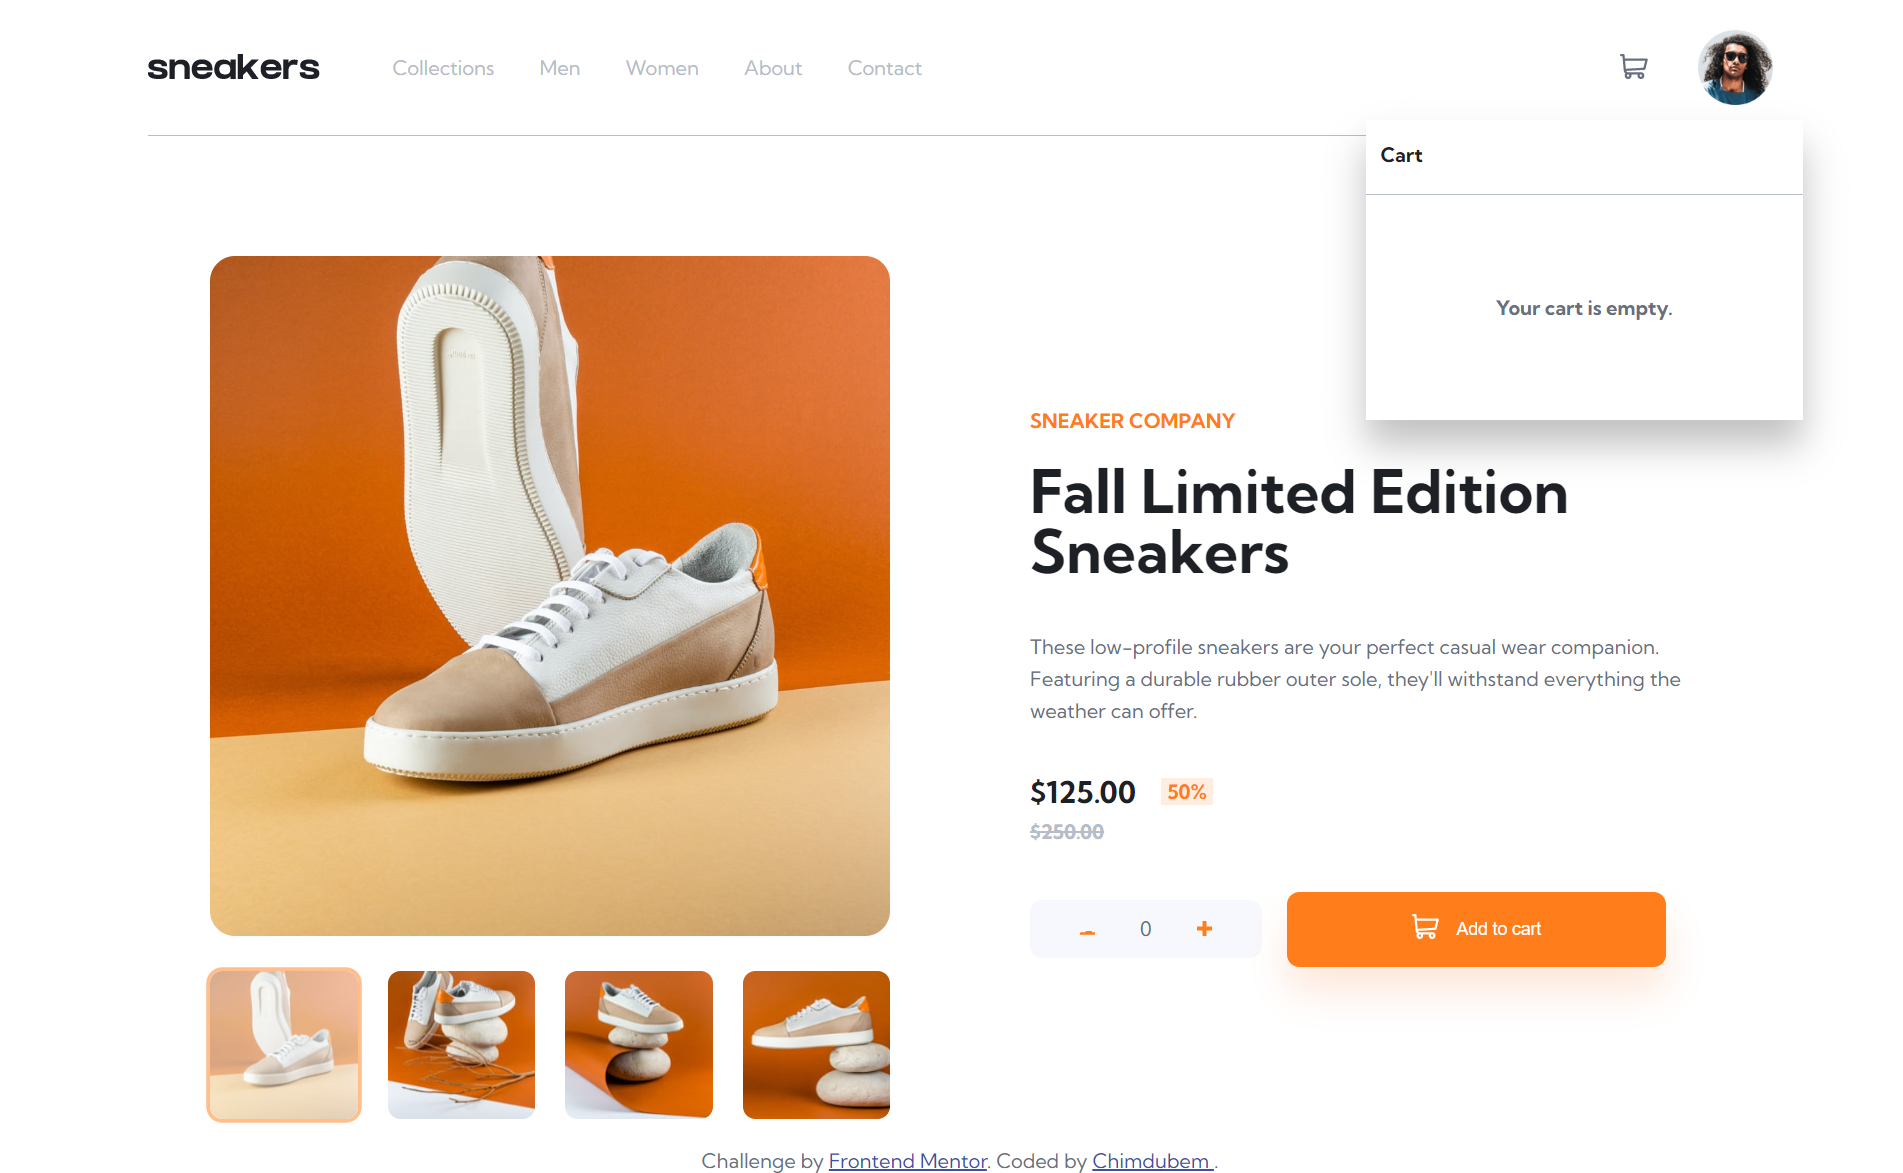 sneakers
Collections
Men
Women
About
Contact
Cart
Your cart is empty.
SNEAKER COMPANY
Fall Limited Edition
Sneakers
These low-profile sneakers are your perfect casual wear companion.
Featuring a durable rubber outer sole, they'll withstand everything the
weather can offer.
$125.00
50%
$250.00
0
Add to cart
Challenge by Frontend Mentor. Coded by Chimdubem .